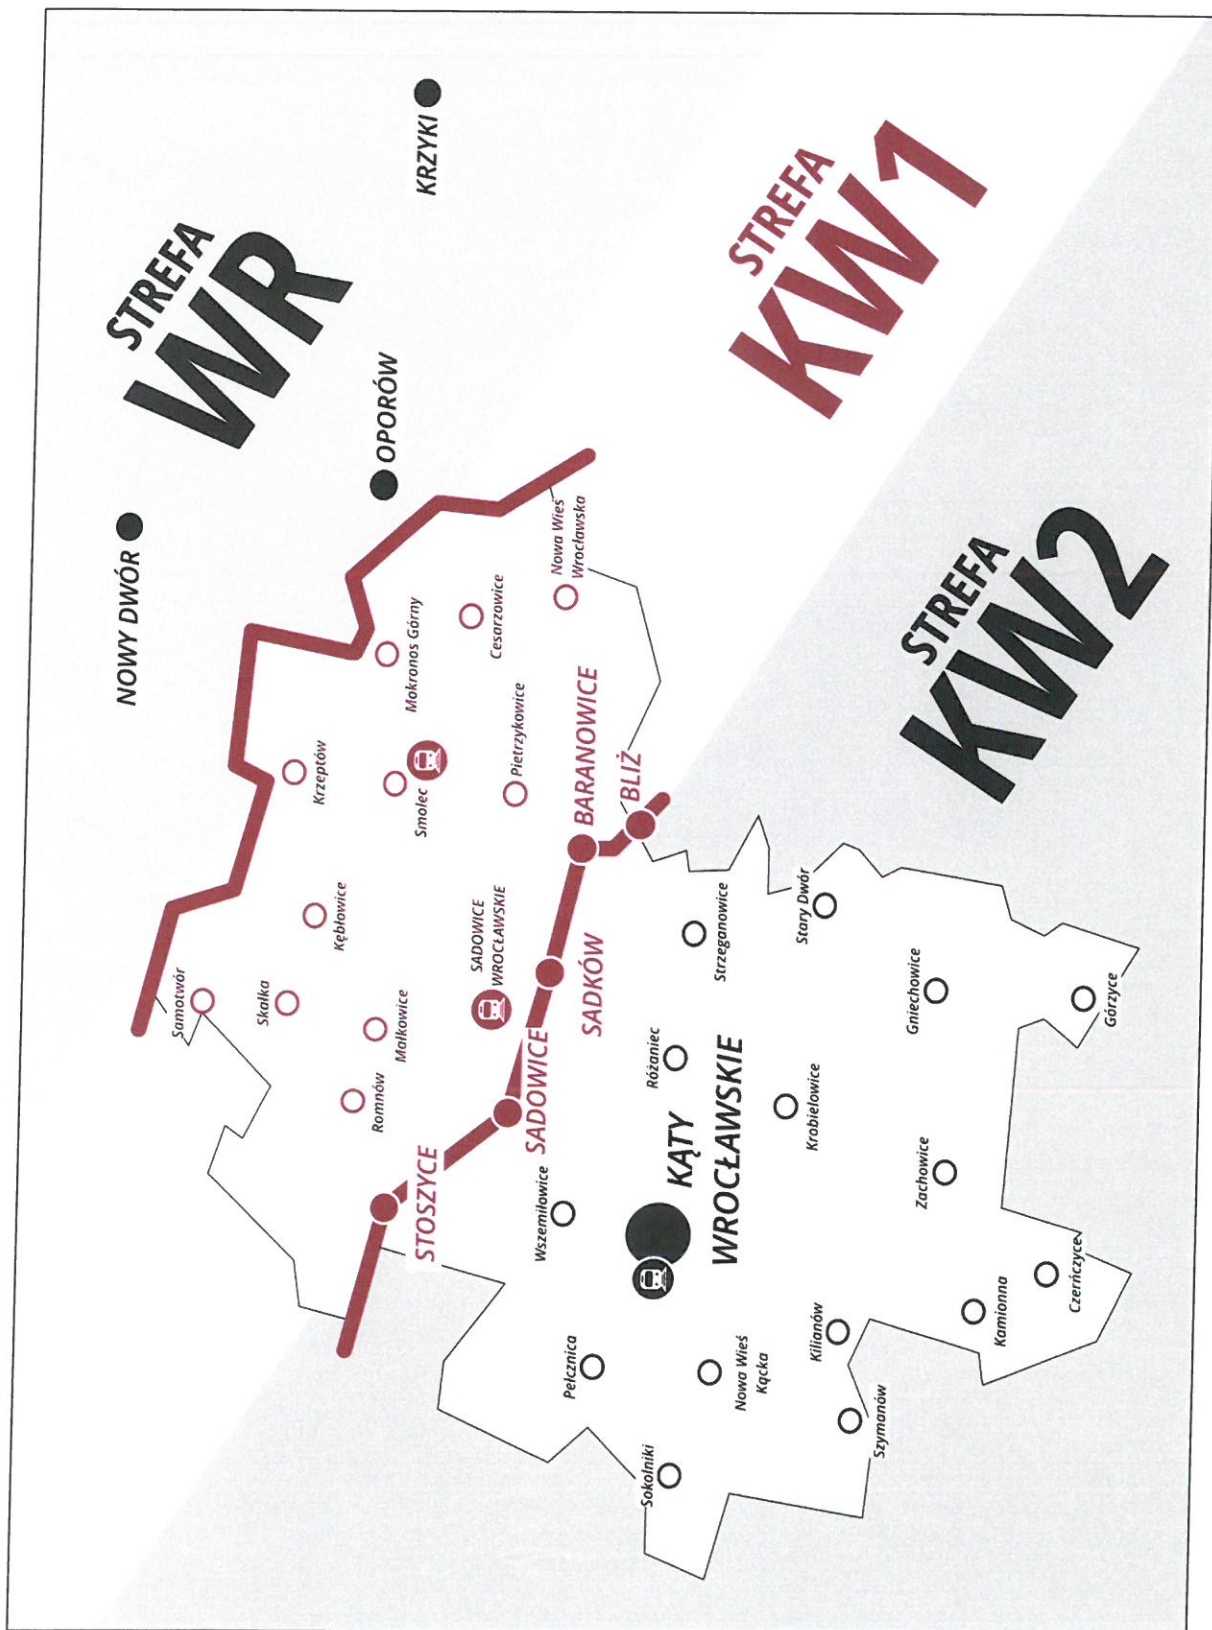 STREFA
WR
KRZYKI
OPORÓW
NOWY DWÓR
STREFA
KW1
STREFA
KW2
Samotwór
Skałka
Małkowice
Romnów
Kębłowice
Krzeptów
Smolec
Mokronos Górny
Cesarzowice
Nowa Wieś
Wrocławska
Pietrzykowice
SADOWICE
WROCŁAWSKIE
BARANOWICE
BLIŻ
SADKÓW
SADOWICE
STOSZYCE
Wszemiłowice
Różaniec
Strzeganowice
Stary Dwór
Gniechowice
Górzyce
KĄTY
WROCŁAWSKIE
Krobielowice
Zachowice
Czerńczyce
Kamionna
Kilianów
Szymanów
Nowa Wieś
Kącka
Pełcznica
Sokolniki